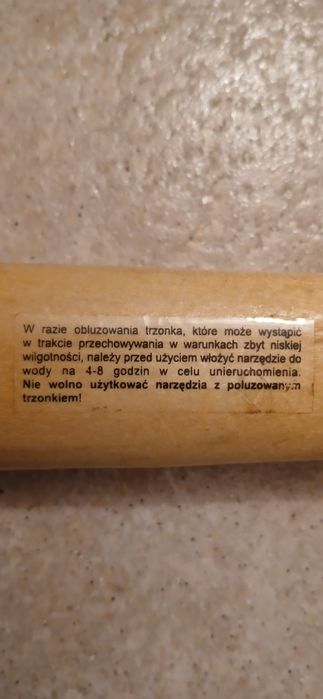 W razie obluzowania trzonka, które może wystąpić
w trakcie przechowywania w warunkach zbyt niskiej
wilgotności, należy przed użyciem włożyć narzędzie do
wody na 4-8 godzin w celu unieruchomienia.
Nie wolno użytkować narzędzia z poluzowanym
trzonkiem!